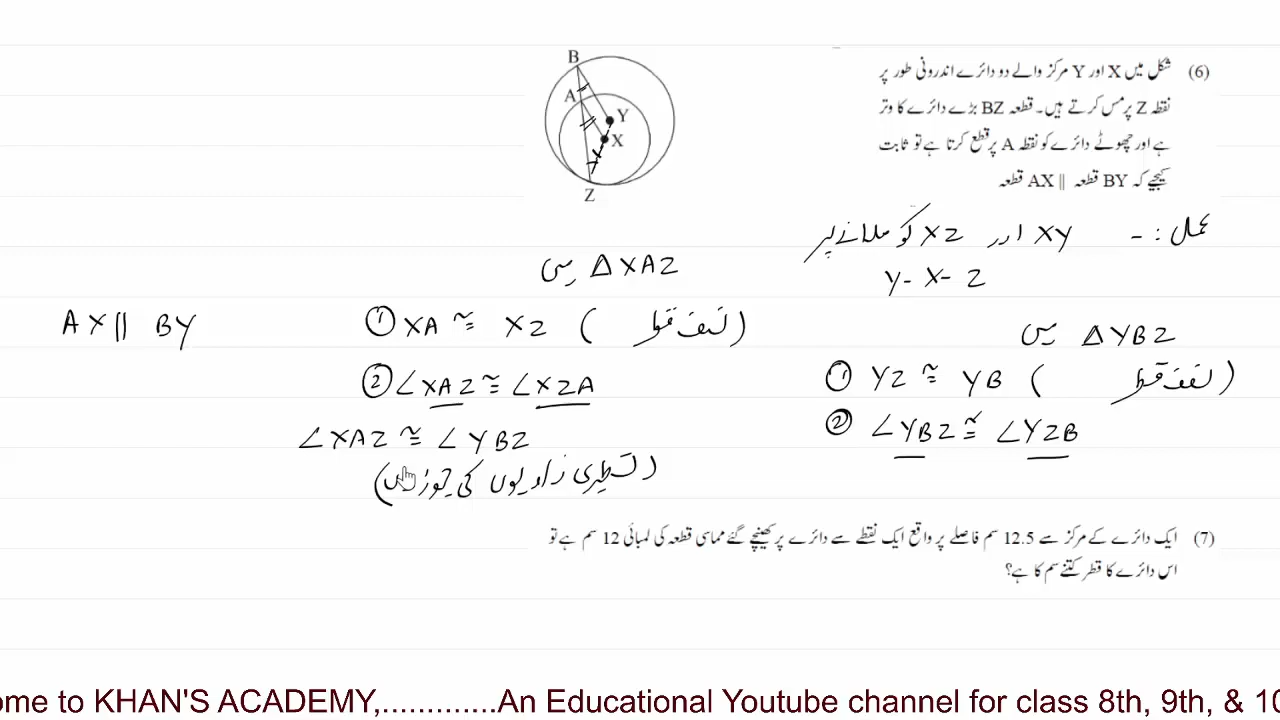 (6) شکل میں X اور Y مرکز والے دو دائرے اندرونی طور پر
نقطہ Z پر مس کرتے ہیں۔ قطعہ BZ بڑے دائرے کا وتر
ہے اور چھوٹے دائرے کو نقطہ A پر قطع کرتا ہے تو ثابت
کیجیے کہ BY قطعہ || AX قطعہ
B
A
Y
X
Z
عمل :- XY اور XZ کو ملانے پر
Y - X - Z
△YBZ میں
① YZ ≅ YB (نصف قطر)
② ∠YBZ ≅ ∠YZB
△XAZ میں
① XA ≅ XZ (نصف قطر)
② ∠XAZ ≅ ∠XZA
∠XAZ ≅ ∠YBZ
زاویوں کی
AX || BY
(7) ایک دائرے کے مرکز سے 12.5 سم فاصلے پر واقع ایک نقطے سے دائرے پر کھینچے گئے مماسی قطعہ کی لمبائی 12 سم ہے تو
اس دائرے کا قطر کتنے سم کا ہے؟
ome to KHAN'S ACADEMY,.............An Educational Youtube channel for class 8th, 9th, & 10